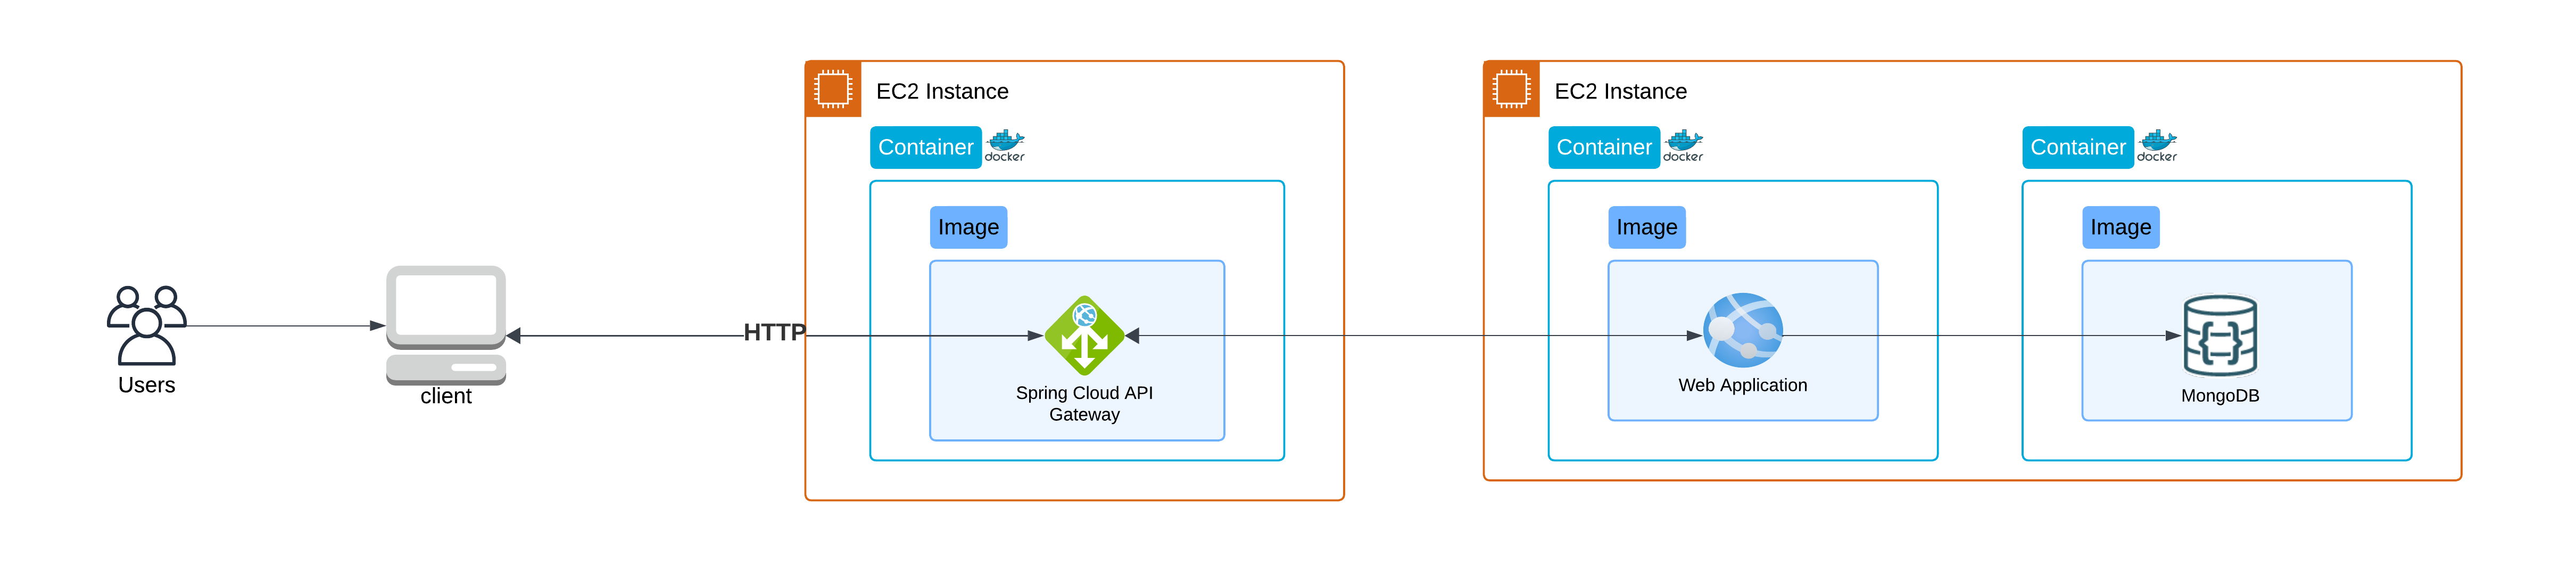 EC2 Instance
EC2 Instance
Container
docker
Container
docker
Container
docker
Image
Image
Image
HTTP
Users
client
Spring Cloud API
Gateway
Web Application
MongoDB